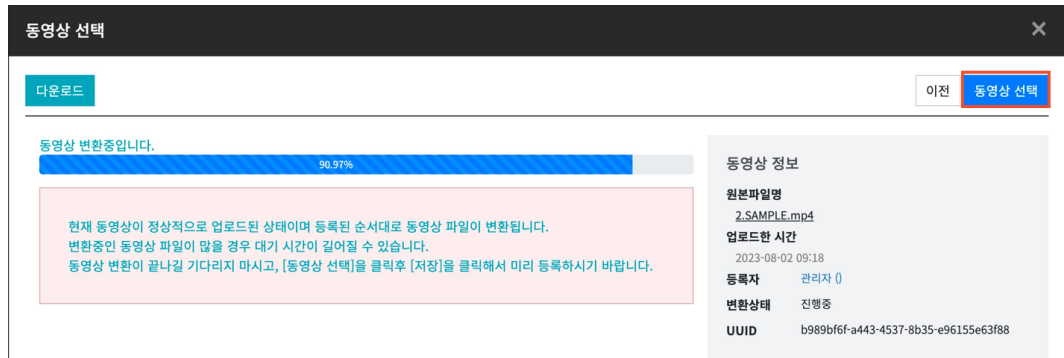 동영상 선택
×
다운로드
이전
동영상 선택
동영상 변환중입니다.
90.97%
현재 동영상이 정상적으로 업로드된 상태이며 등록된 순서대로 동영상 파일이 변환됩니다.
변환중인 동영상 파일이 많을 경우 대기 시간이 길어질 수 있습니다.
동영상 변환이 끝나길 기다리지 마시고, [동영상 선택]을 클릭후 [저장]을 클릭해서 미리 등록하시기 바랍니다.
동영상 정보
원본파일명
2.SAMPLE.mp4
업로드한 시간
2023-08-02 09:18
등록자 관리자 ()
변환상태 진행중
UUID b989bf6f-a443-4537-8b35-e96155e63f88